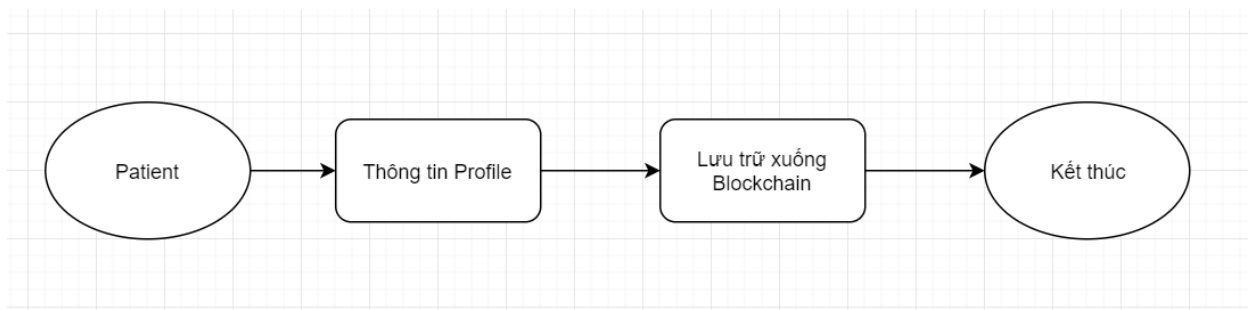 Patient
Thông tin Profile
Lưu trữ xuống
Blockchain
Kết thúc